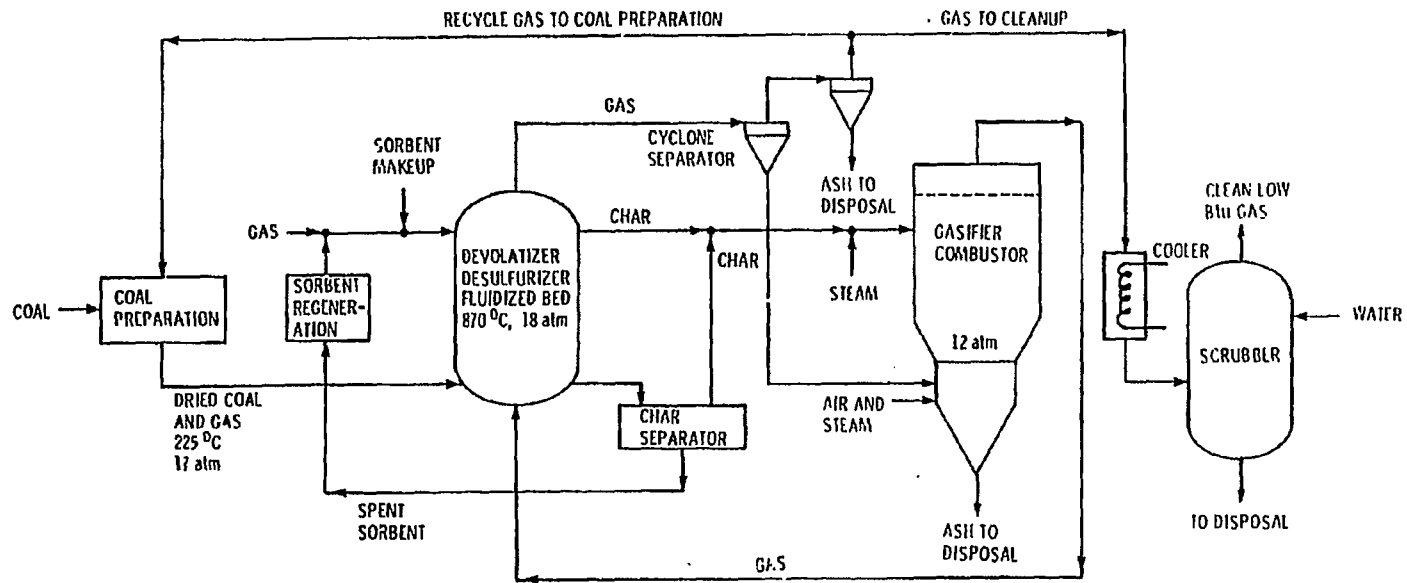 RECYCLE GAS TO COAL PREPARATION
GAS TO CLEANUP
GAS
CYCLONE
SEPARATOR
ASH TO
DISPOSAL
SORBENT
MAKEUP
GAS
CHAR
CHAR
DEVOLATIZER
DESULFURIZER
FLUIDIZED BED
870 °C, 18 atm
SORBENT
REGENER-
ATION
COAL
COAL
PREPARATION
STEAM
GASIFIER
COMBUSTOR
12 atm
CLEAN LOW
Btu GAS
COOLER
WATER
SCRUBBER
DRIED COAL
AND GAS
225 °C
17 atm
CHAR
SEPARATOR
AIR AND
STEAM
SPENT
SORBENT
ASH TO
DISPOSAL
TO DISPOSAL
GAS